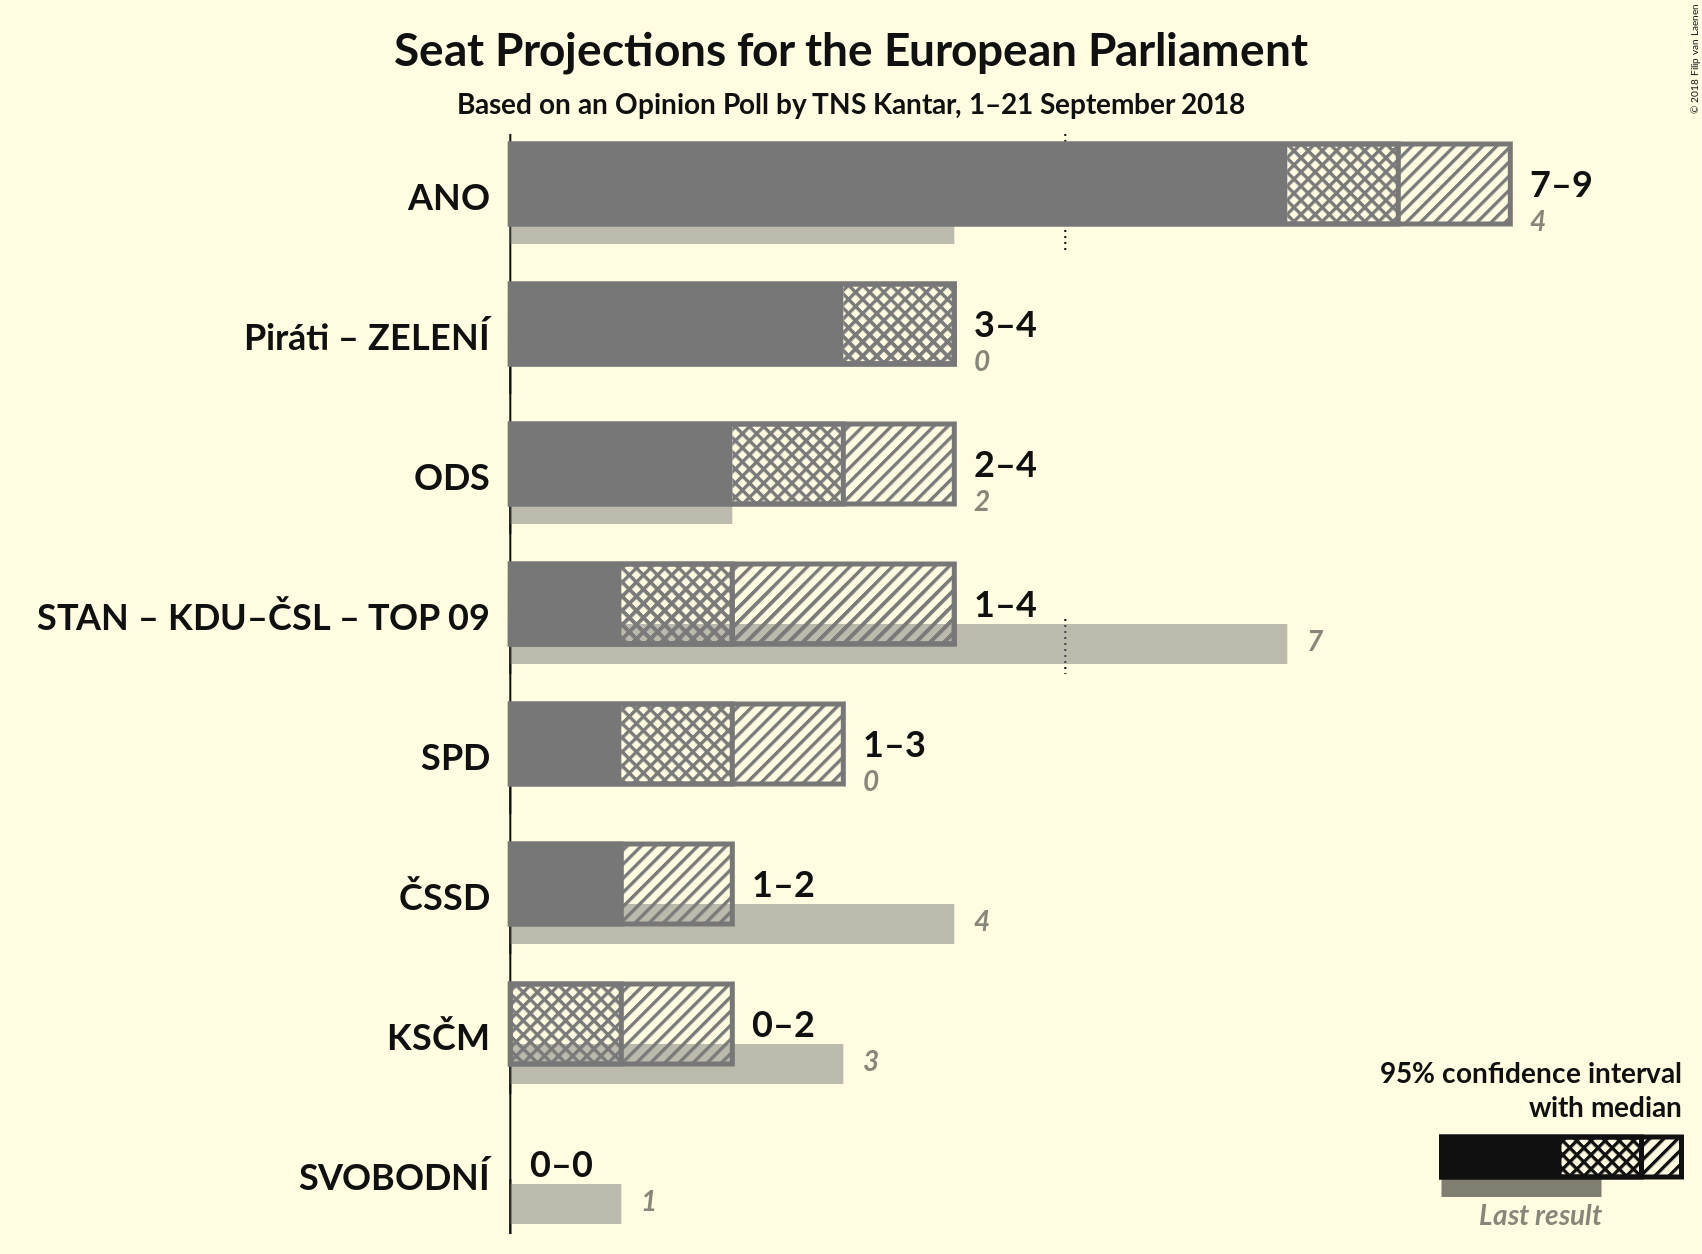 Seat Projections for the European Parliament
Based on an Opinion Poll by TNS Kantar, 1–21 September 2018
© 2018 Filip van Laenen
ANO
7–9
4
Piráti – ZELENÍ
3–4
0
ODS
2–4
2
STAN – KDU–ČSL – TOP 09
1–4
7
SPD
1–3
0
ČSSD
1–2
4
KSČM
0–2
3
SVOBODNÍ
0–0
1
95% confidence interval
with median
Last result